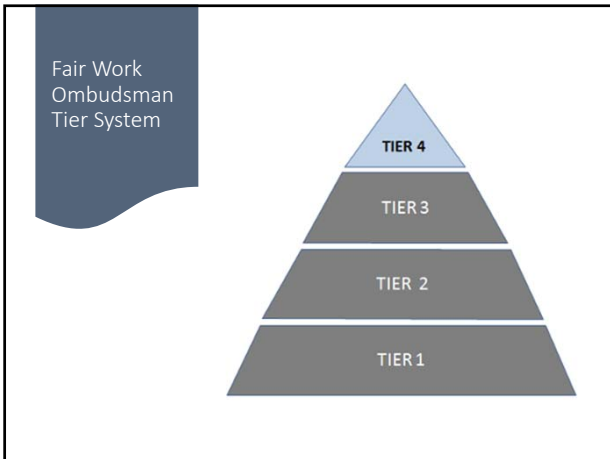 Fair Work
Ombudsman
Tier System
TIER 4
TIER 3
TIER 2
TIER 1